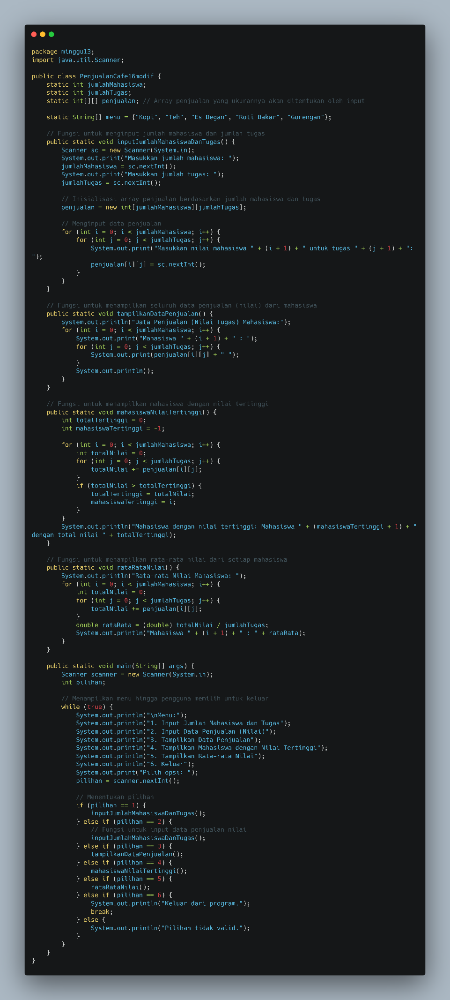 package minggu13;
import java.util.Scanner;

public class PenjualanCafe16modif {
    static int jumlahMahasiswa;
    static int jumlahTugas;
    static int[][] penjualan; // Array penjualan yang ukurannya akan ditentukan oleh input

    static String[] menu = {"Kopi", "Teh", "Es Degan", "Roti Bakar", "Gorengan"};

    // Fungsi untuk menginput jumlah mahasiswa dan jumlah tugas
    public static void inputJumlahMahasiswaDanTugas() {
        Scanner sc = new Scanner(System.in);
        System.out.print("Masukkan jumlah mahasiswa: ");
        jumlahMahasiswa = sc.nextInt();
        System.out.print("Masukkan jumlah tugas: ");
        jumlahTugas = sc.nextInt();

        // Inisialisasi array penjualan berdasarkan jumlah mahasiswa dan tugas
        penjualan = new int[jumlahMahasiswa][jumlahTugas];

        // Menginput data penjualan
        for (int i = 0; i < jumlahMahasiswa; i++) {
            for (int j = 0; j < jumlahTugas; j++) {
                System.out.print("Masukkan nilai mahasiswa " + (i + 1) + " untuk tugas " + (j + 1) + ":
");
                penjualan[i][j] = sc.nextInt();
            }
        }
    }

    // Fungsi untuk menampilkan seluruh data penjualan (nilai) dari mahasiswa
    public static void tampilkanDataPenjualan() {
        System.out.println("Data Penjualan (Nilai Tugas) Mahasiswa:");
        for (int i = 0; i < jumlahMahasiswa; i++) {
            System.out.print("Mahasiswa " + (i + 1) + " : ");
            for (int j = 0; j < jumlahTugas; j++) {
                System.out.print(penjualan[i][j] + " ");
            }
            System.out.println();
        }
    }

    // Fungsi untuk menampilkan mahasiswa dengan nilai tertinggi
    public static void mahasiswaNilaiTertinggi() {
        int totalTertinggi = 0;
        int mahasiswaTertinggi = -1;

        for (int i = 0; i < jumlahMahasiswa; i++) {
            int totalNilai = 0;
            for (int j = 0; j < jumlahTugas; j++) {
                totalNilai += penjualan[i][j];
            }
            if (totalNilai > totalTertinggi) {
                totalTertinggi = totalNilai;
                mahasiswaTertinggi = i;
            }
        }
        System.out.println("Mahasiswa dengan nilai tertinggi: Mahasiswa " + (mahasiswaTertinggi + 1) + "
dengan total nilai " + totalTertinggi);
    }

    // Fungsi untuk menampilkan rata-rata nilai dari setiap mahasiswa
    public static void rataRataNilai() {
        System.out.println("Rata-rata Nilai Mahasiswa: ");
        for (int i = 0; i < jumlahMahasiswa; i++) {
            int totalNilai = 0;
            for (int j = 0; j < jumlahTugas; j++) {
                totalNilai += penjualan[i][j];
            }
            double rataRata = (double) totalNilai / jumlahTugas;
            System.out.println("Mahasiswa " + (i + 1) + " : " + rataRata);
        }
    }

    public static void main(String[] args) {
        Scanner scanner = new Scanner(System.in);
        int pilihan;

        // Menampilkan menu hingga pengguna memilih untuk keluar
        while (true) {
            System.out.println("\nMenu:");
            System.out.println("1. Input Jumlah Mahasiswa dan Tugas");
            System.out.println("2. Input Data Penjualan (Nilai)");
            System.out.println("3. Tampilkan Data Penjualan");
            System.out.println("4. Tampilkan Mahasiswa dengan Nilai Tertinggi");
            System.out.println("5. Tampilkan Rata-rata Nilai");
            System.out.println("6. Keluar");
            System.out.print("Pilih opsi: ");
            pilihan = scanner.nextInt();

            // Menentukan pilihan
            if (pilihan == 1) {
                inputJumlahMahasiswaDanTugas();
            } else if (pilihan == 2) {
                // Fungsi untuk input data penjualan nilai
                inputJumlahMahasiswaDanTugas();
            } else if (pilihan == 3) {
                tampilkanDataPenjualan();
            } else if (pilihan == 4) {
                mahasiswaNilaiTertinggi();
            } else if (pilihan == 5) {
                rataRataNilai();
            } else if (pilihan == 6) {
                System.out.println("Keluar dari program.");
                break;
            } else {
                System.out.println("Pilihan tidak valid.");
            }
        }
    }
}